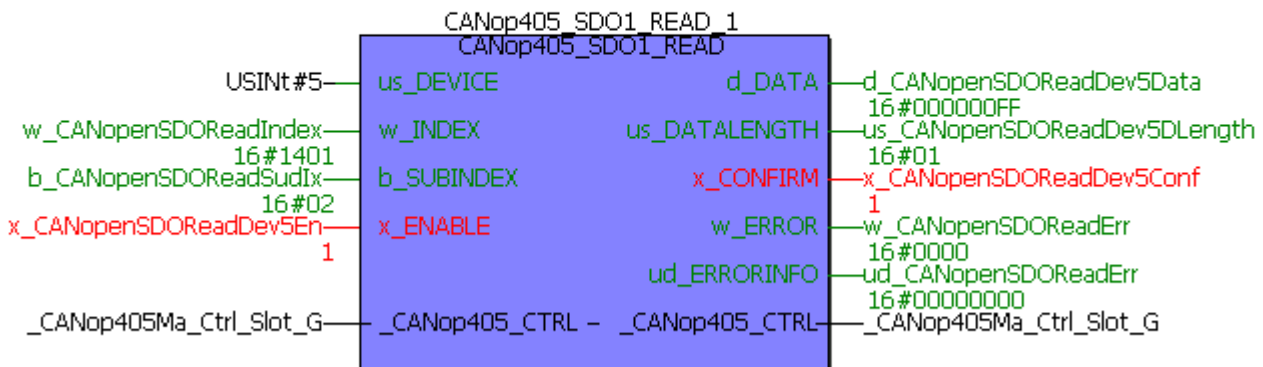 CANop405_SDO1_READ_1
CANop405_SDO1_READ
USINt#5 us_DEVICE d_DATA d_CANopenSDOReadDev5Data
16#000000FF
w_CANopenSDOReadIndex w_INDEX us_DATALENGTH us_CANopenSDOReadDev5DLength
16#1401 16#01
b_CANopenSDOReadSudIx b_SUBINDEX x_CONFIRM x_CANopenSDOReadDev5Conf
16#02 1
x_CANopenSDOReadDev5En x_ENABLE w_ERROR w_CANopenSDOReadErr
1 16#0000
ud_ERRORINFO ud_CANopenSDOReadErr
16#00000000
_CANop405Ma_Ctrl_Slot_G _CANop405_CTRL – _CANop405_CTRL _CANop405Ma_Ctrl_Slot_G